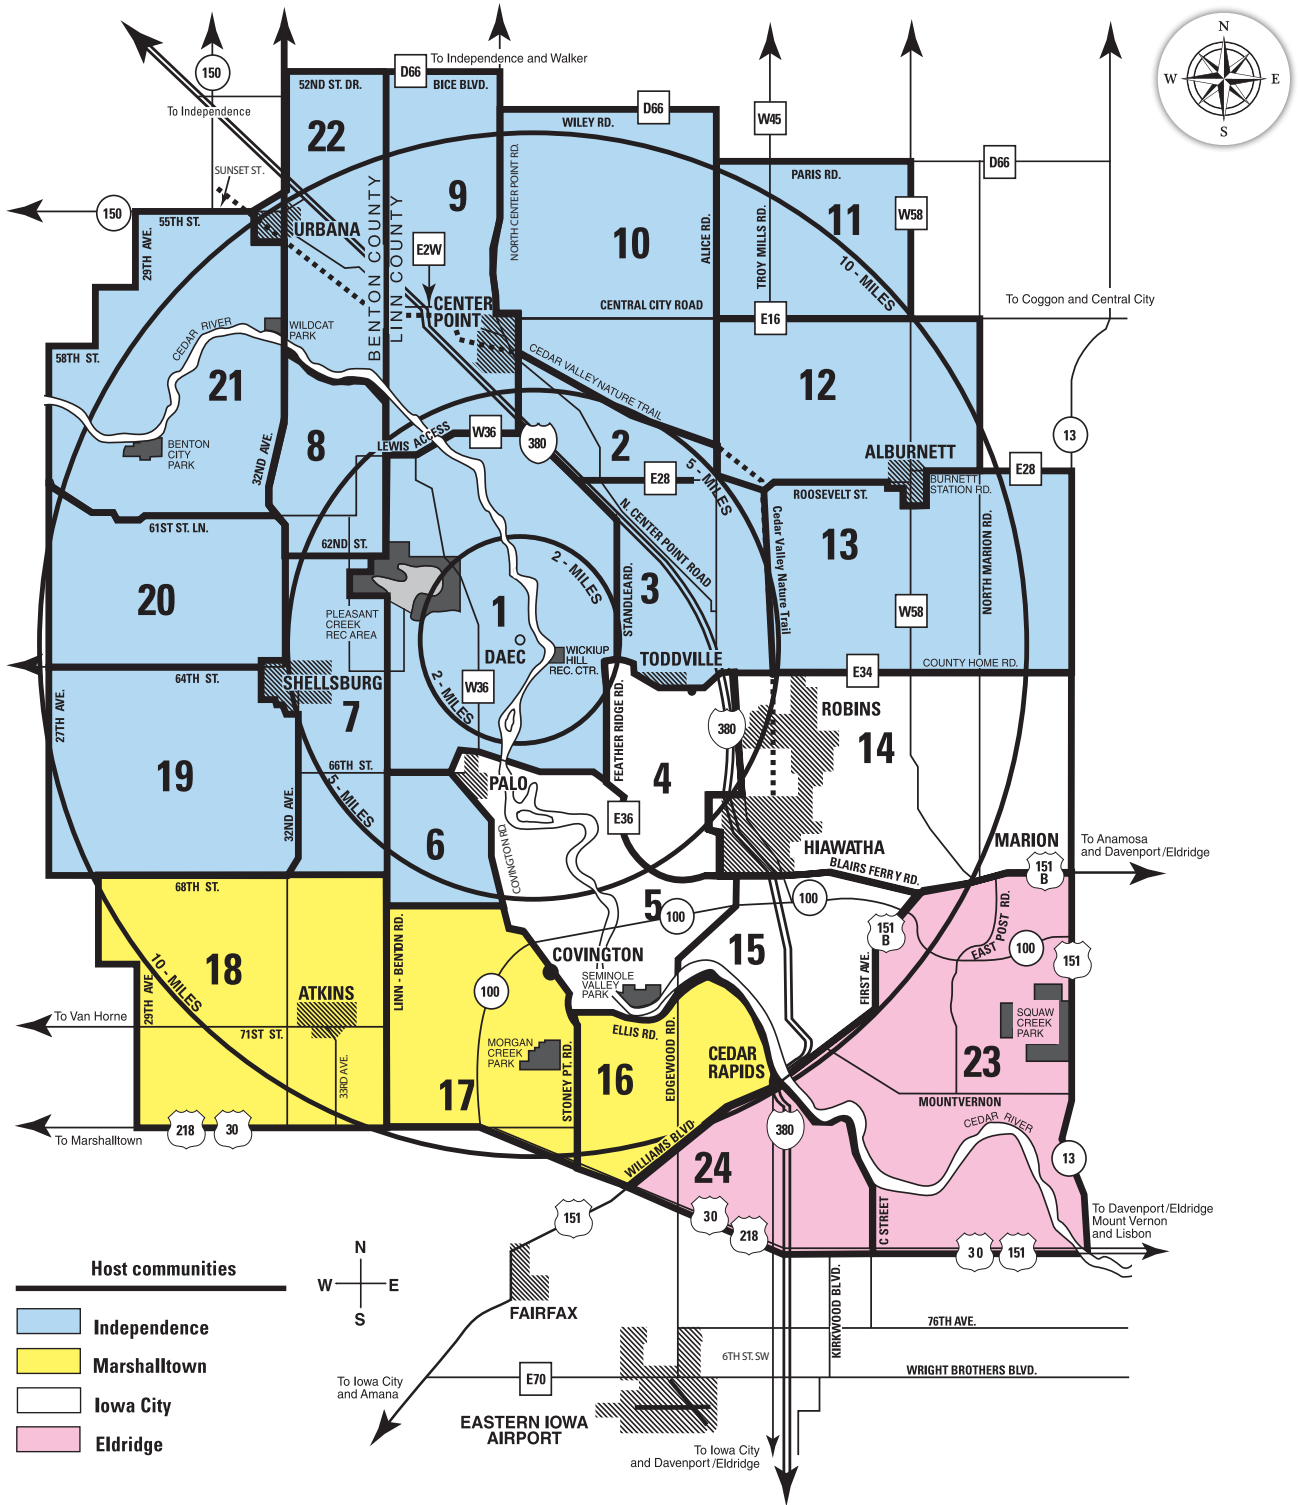 N
W
E
S
To Independence and Walker
D66
150
52ND ST. DR.
BICE BLVD.
To Independence
D66
WILEY RD.
W45
22
SUNSET ST.
NORTH CENTER POINT RD.
D66
PARIS RD.
9
150
55TH ST.
URBANA
BENTON COUNTY
LINN COUNTY
29TH AVE.
E2W
10
ALICE RD.
TROY MILLS RD.
11
W58
10 - MILES
CENTER
POINT
CENTRAL CITY ROAD
E16
To Coggon and Central City
CEDAR RIVER
WILDCAT
PARK
58TH ST.
21
CEDAR VALLEY NATURE TRAIL
12
BENTON
CITY
PARK
32ND AVE.
8
LEWIS ACCESS
W36
380
2
13
ALBURNETT
E28
5 - MILES
E28
BURNETT
STATION RD.
ROOSEVELT ST.
61ST ST. LN.
62ND ST.
N. CENTER POINT ROAD
Cedar Valley Nature Trail
13
NORTH MARION RD.
20
2 - MILES
1
STANDLEARD.
3
W58
PLEASANT
CREEK
REC AREA
DAEC
WICKIUP
HILL
REC. CTR.
TODDVILLE
COUNTY HOME RD.
E34
64TH ST.
SHELLSBURG
W36
2 - MILES
27TH AVE.
7
FEATHER RIDGE RD.
380
ROBINS
14
19
66TH ST.
PALO
4
5 - MILES
32ND AVE.
6
E36
COVINGTON RD.
HIAWATHA
MARION
BLAIRS FERRY RD.
151
B
To Anamosa
and Davenport/Eldridge
68TH ST.
5
100
100
LINN - BENTON RD.
151
B
EAST POST RD.
100
151
18
10 - MILES
COVINGTON
15
29TH AVE.
ATKINS
100
SEMINOLE
VALLEY
PARK
FIRST AVE.
SQUAW
CREEK
PARK
To Van Horne
71ST ST.
ELLIS RD.
EDGEWOOD RD.
33RD AVE.
MORGAN
CREEK
PARK
STONEY PT. RD.
16
CEDAR
RAPIDS
23
17
MOUNTVERNON
CEDAR RIVER
218
30
To Marshalltown
380
WILLIAMS BLVD.
24
13
151
30
218
C STREET
30
151
To Davenport/Eldridge
Mount Vernon
and Lisbon
Host communities
N
W
E
S
Independence
Marshalltown
Iowa City
Eldridge
FAIRFAX
KIRKWOOD BLVD.
76TH AVE.
6TH ST. SW
WRIGHT BROTHERS BLVD.
To Iowa City
and Amana
E70
EASTERN IOWA
AIRPORT
To Iowa City
and Davenport/Eldridge